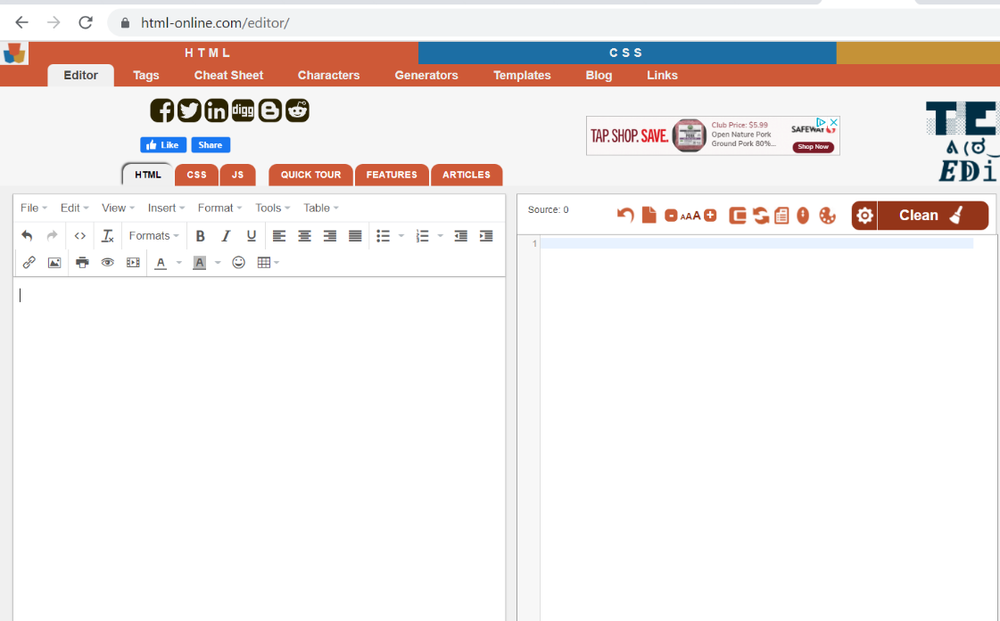 html-online.com/editor/
HTML CSS
Editor Tags Cheat Sheet Characters Generators Templates Blog Links
digg
Like Share
TAP. SHOP. SAVE.
Club Price: $5.99
Open Nature Pork
Ground Pork 80%...
SAFEWAY
Shop Now
TE
EDi
HTML CSS JS QUICK TOUR FEATURES ARTICLES
File Edit View Insert Format Tools Table
Formats B I U
A A
Source: 0
AAA
Clean
1